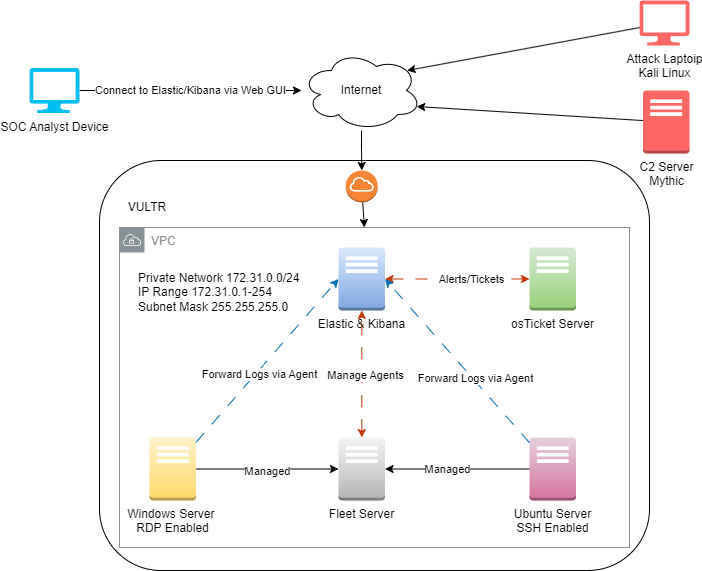 Attack Laptoip
Kali Linux
Internet
Connect to Elastic/Kibana via Web GUI
SOC Analyst Device
C2 Server
Mythic
VULTR
VPC
Private Network 172.31.0.0/24
IP Range 172.31.0.1-254
Subnet Mask 255.255.255.0
Alerts/Tickets
Elastic & Kibana
osTicket Server
Forward Logs via Agent
Manage Agents
Forward Logs via Agent
Managed
Managed
Windows Server
RDP Enabled
Fleet Server
Ubuntu Server
SSH Enabled